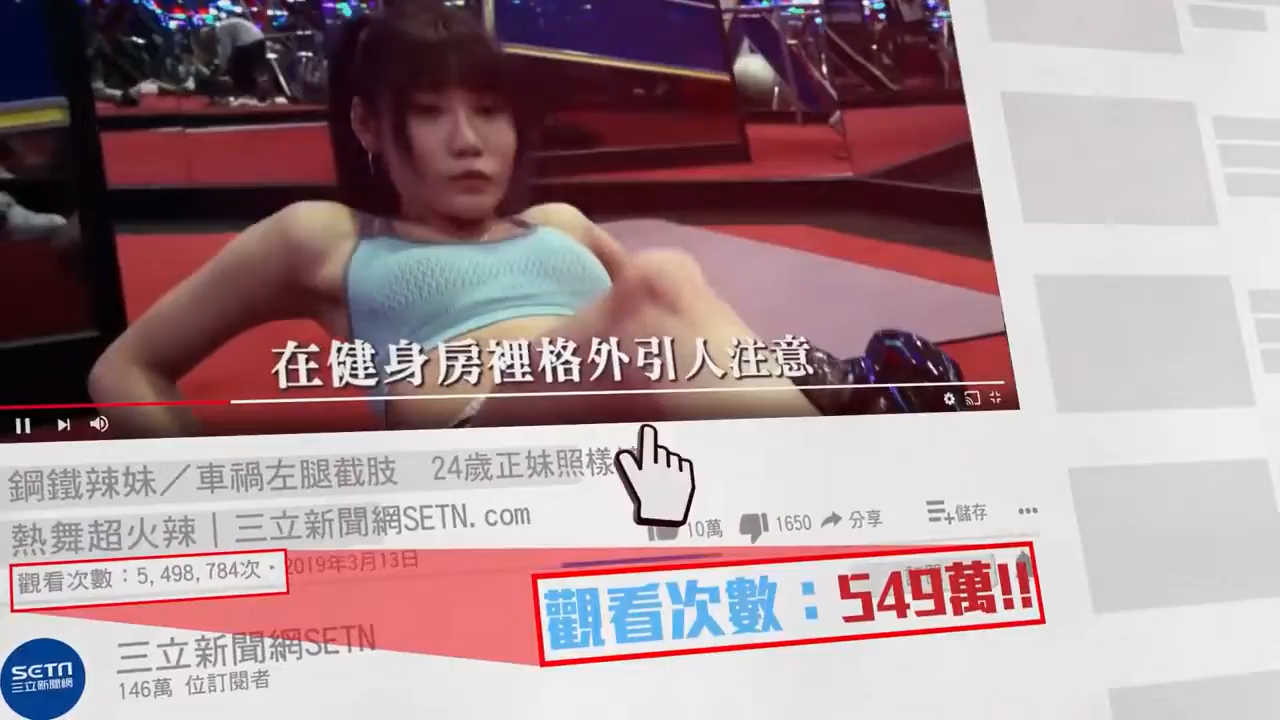 在健身房裡格外引人注意
鋼鐵辣妹／車禍左腿截肢 24歲正妹照樣
熱舞超火辣｜三立新聞網SETN.com
10萬 1650 分享 儲存
觀看次數：5,498,784次・2019年3月13日
觀看次數：549萬!!
三立新聞網SETN
146萬 位訂閱者
SETN
三立新聞網